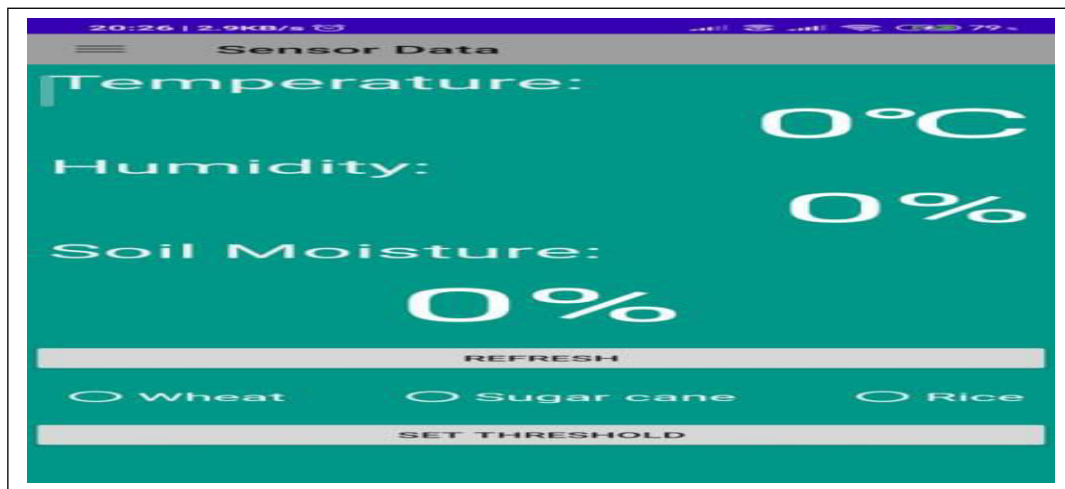 20:26 | 2.9KB/s
79%
Sensor Data
Temperature:
0°C
Humidity:
0%
Soil Moisture:
0%
REFRESH
Wheat Sugar cane Rice
SET THRESHOLD